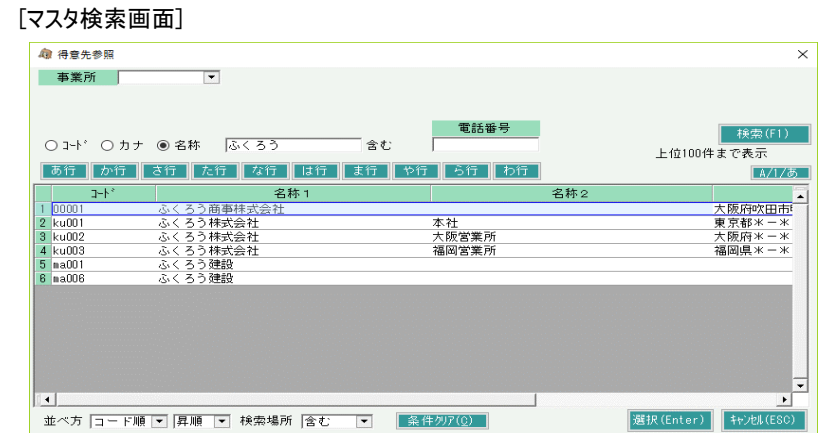 [マスタ検索画面]
得意先参照
事業所
電話番号
コード カナ 名称 ふくろう 含む
検索(F1)
上位100件まで表示
あ行 か行 さ行 た行 な行 は行 ま行 や行 ら行 わ行 A/1/あ
コード 名称1 名称2
1 00001 ふくろう商事株式会社 大阪府吹田市
2 ku001 ふくろう株式会社 本社 東京都*-*
3 ku002 ふくろう株式会社 大阪営業所 大阪府*-*
4 ku003 ふくろう株式会社 福岡営業所 福岡県*-*
5 ma001 ふくろう建設
6 ma006 ふくろう建設
並べ方 コード順 昇順 検索場所 含む 条件クリア(C) 選択(Enter) キャンセル(ESC)